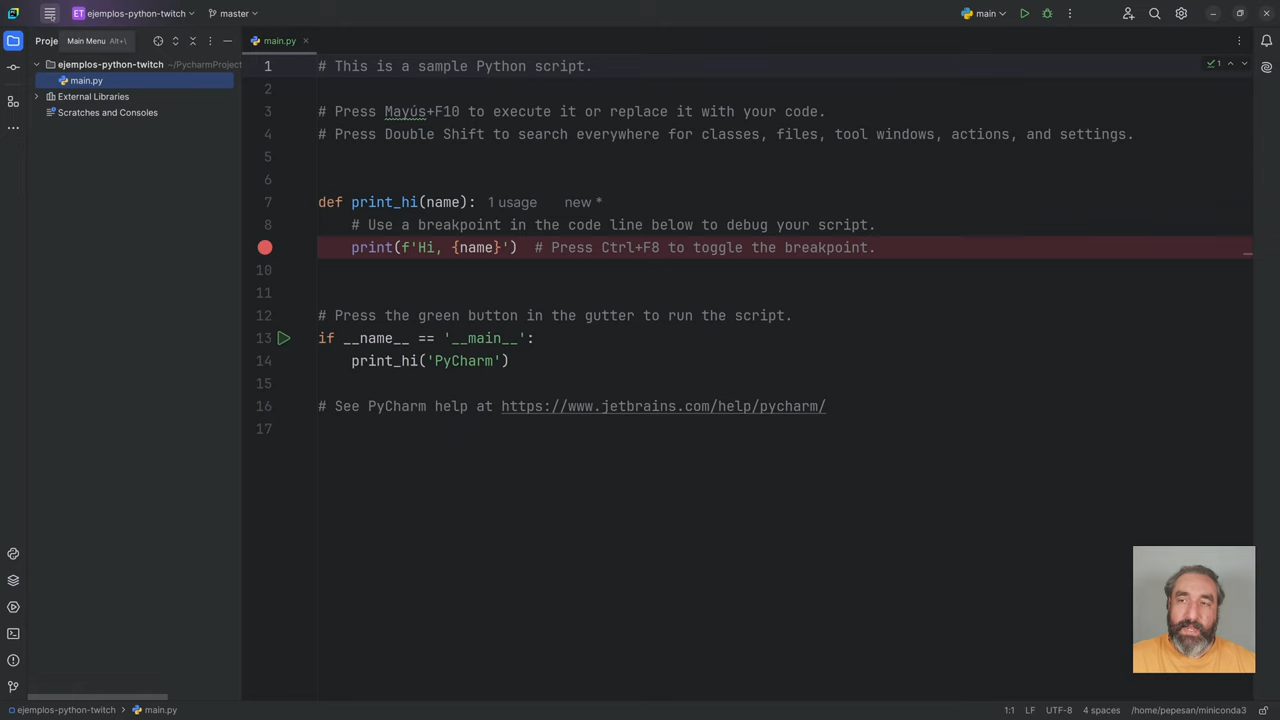 ET ejemplos-python-twitch
master
main
Proje
Main Menu Alt+\
main.py
ejemplos-python-twitch ~/PycharmProject
main.py
External Libraries
Scratches and Consoles
1
1 # This is a sample Python script.
2
3 # Press Mayús+F10 to execute it or replace it with your code.
4 # Press Double Shift to search everywhere for classes, files, tool windows, actions, and settings.
5
6
7 def print_hi(name): 1 usage new *
8 # Use a breakpoint in the code line below to debug your script.
print(f'Hi, {name}') # Press Ctrl+F8 to toggle the breakpoint.
10
11
12 # Press the green button in the gutter to run the script.
13 if __name__ == '__main__':
14 print_hi('PyCharm')
15
16 # See PyCharm help at https://www.jetbrains.com/help/pycharm/
17
ejemplos-python-twitch > main.py
1:1 LF UTF-8 4 spaces /home/pepesan/miniconda3